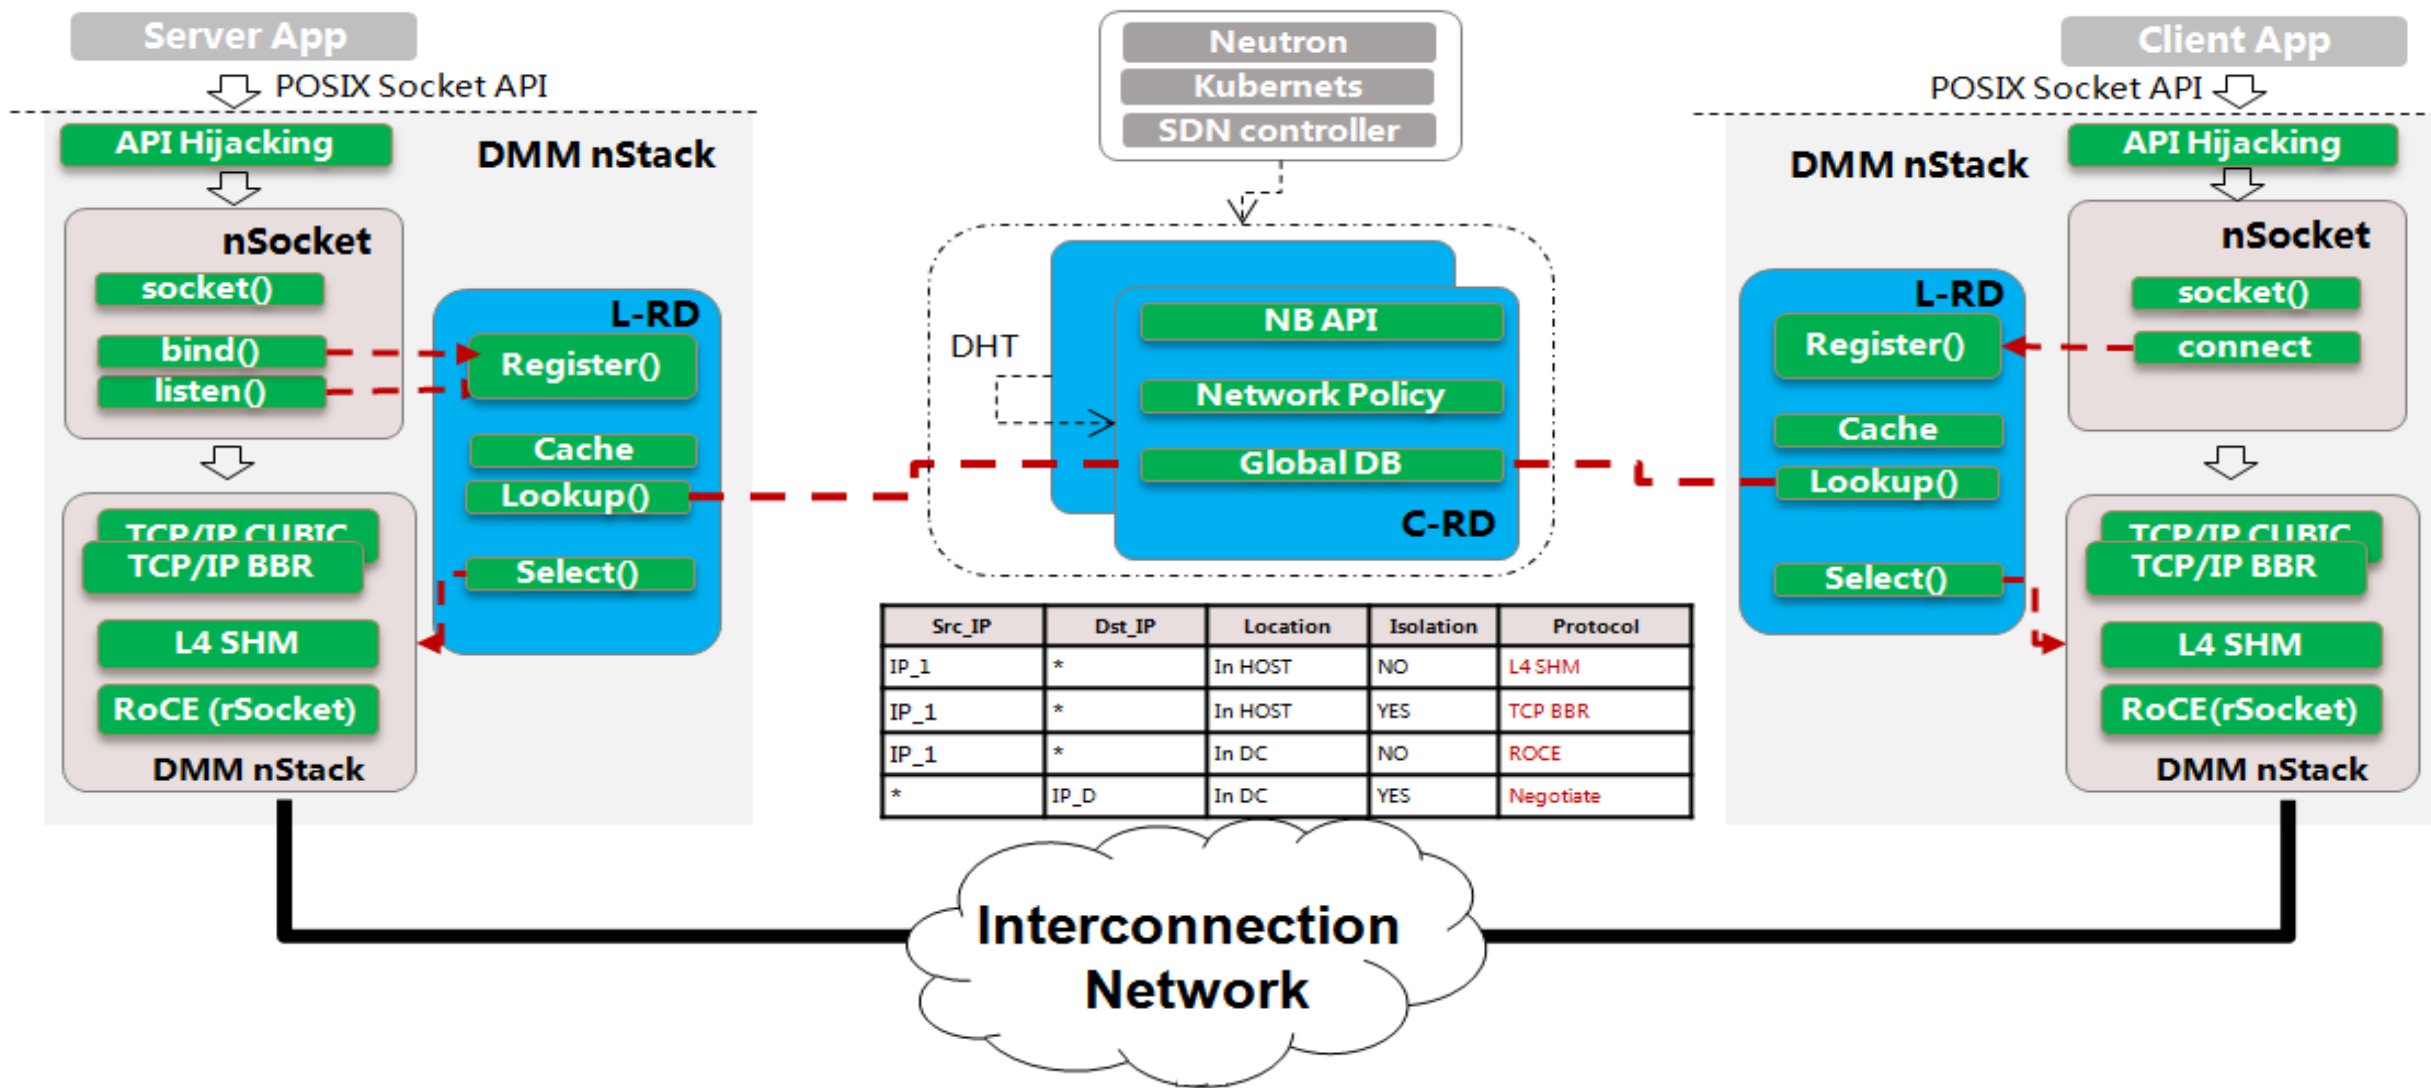 Server App
POSIX Socket API
API Hijacking
DMM nStack
nSocket
socket()
bind()
listen()
L-RD
Register()
Cache
Lookup()
Select()
TCP/IP CUBIC
TCP/IP BBR
L4 SHM
RoCE (rSocket)
DMM nStack
Neutron
Kubernets
SDN controller
DHT
NB API
Network Policy
Global DB
C-RD
Src_IP Dst_IP Location Isolation Protocol
IP_1 * In HOST NO L4 SHM
IP_1 * In HOST YES TCP BBR
IP_1 * In DC NO ROCE
* IP_D In DC YES Negotiate
Client App
POSIX Socket API
API Hijacking
DMM nStack
nSocket
socket()
connect
L-RD
Register()
Cache
Lookup()
Select()
TCP/IP CUBIC
TCP/IP BBR
L4 SHM
RoCE(rSocket)
DMM nStack
Interconnection
Network